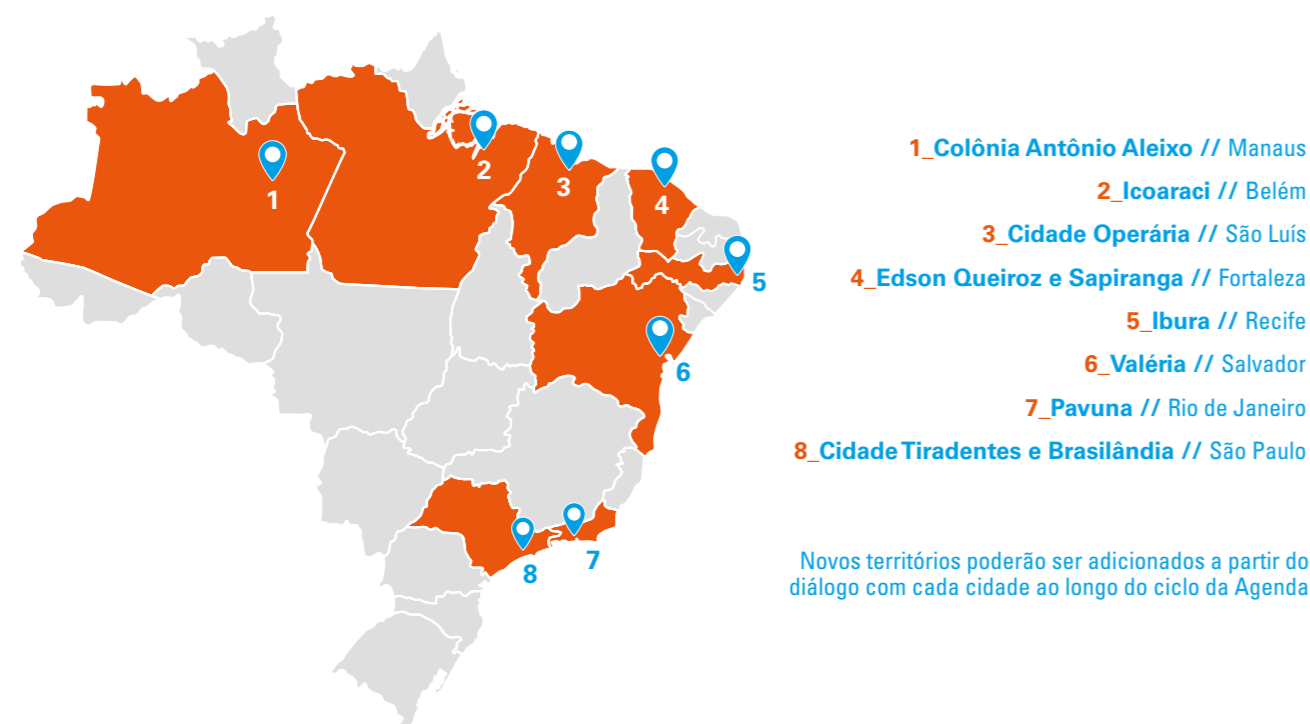 1
2
3
4
5
6
7
8
1_Colônia Antônio Aleixo // Manaus
2_Icoaraci // Belém
3_Cidade Operária // São Luís
4_Edson Queiroz e Sapiranga // Fortaleza
5_Ibura // Recife
6_Valéria // Salvador
7_Pavuna // Rio de Janeiro
8_Cidade Tiradentes e Brasilândia // São Paulo
Novos territórios poderão ser adicionados a partir do
diálogo com cada cidade ao longo do ciclo da Agenda